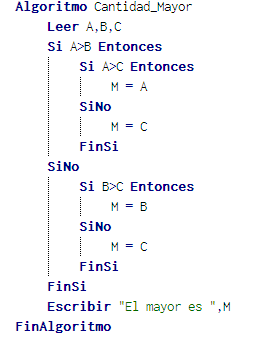 Algoritmo Cantidad_Mayor
Leer A,B,C
Si A>B Entonces
Si A>C Entonces
M = A
SiNo
M = C
FinSi
SiNo
Si B>C Entonces
M = B
SiNo
M = C
FinSi
FinSi
Escribir "El mayor es ",M
FinAlgoritmo